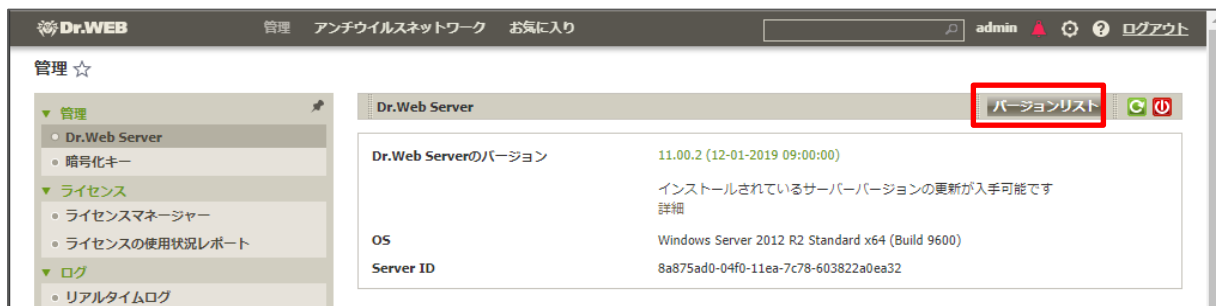 Dr.WEB 管理 アンチウイルスネットワーク お気に入り admin ログアウト
管理
管理
Dr.Web Server
暗号化キー
ライセンス
ライセンスマネージャー
ライセンスの使用状況レポート
ログ
リアルタイムログ
Dr.Web Server バージョンリスト
Dr.Web Serverのバージョン 11.00.2 (12-01-2019 09:00:00)
インストールされているサーバーバージョンの更新が入手可能です
詳細
OS Windows Server 2012 R2 Standard x64 (Build 9600)
Server ID 8a875ad0-04f0-11ea-7c78-603822a0ea32